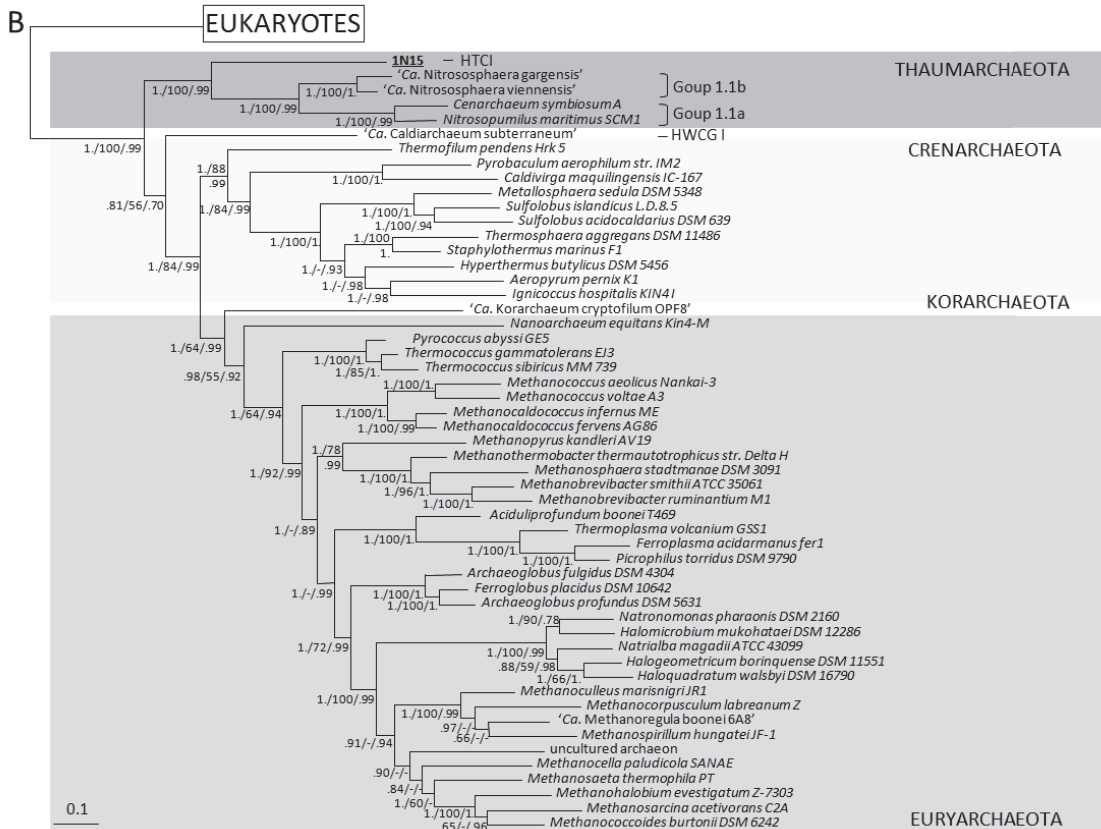 B
EUKARYOTES
1N15 – HTCI
THAUMARCHAEOTA
'Ca. Nitrososphaera gargensis'
1./100/.99
1./100/1.
'Ca. Nitrososphaera viennensis'
Goup 1.1b
1./100/.99
Cenarchaeum symbiosum A
1./100/.99
Nitrosopumilus maritimus SCM1
Goup 1.1a
'Ca. Caldiarchaeum subterraneum'
– HWCG I
1./100/.99
Thermofilum pendens Hrk 5
CRENARCHAEOTA
1./88
.99
Pyrobaculum aerophilum str. IM2
1./100/1.
Caldivirga maquilingensis IC-167
.81/56/.70
1./84/.99
Metallosphaera sedula DSM 5348
1./100/1.
Sulfolobus islandicus L.D.8.5
1./100/.94
Sulfolobus acidocaldarius DSM 639
1./100/1.
1./100
1.
Thermosphaera aggregans DSM 11486
Staphylothermus marinus F1
1./84/.99
1./-/.93
Hyperthermus butylicus DSM 5456
1./-/.98
Aeropyrum pernix K1
1./-/.98
Ignicoccus hospitalis KIN4 I
KORARCHAEOTA
'Ca. Korarchaeum cryptofilum OPF8'
Nanoarchaeum equitans Kin4-M
1./64/.99
Pyrococcus abyssi GE5
1./100/1.
Thermococcus gammatolerans EJ3
1./85/1.
Thermococcus sibiricus MM 739
.98/55/.92
1./100/1.
Methanococcus aeolicus Nankai-3
Methanococcus voltae A3
1./64/.94
1./100/1.
Methanocaldococcus infernus ME
1./100/.99
Methanocaldococcus fervens AG86
Methanopyrus kandleri AV19
1./78
.99
Methanothermobacter thermautotrophicus str. Delta H
1./92/.99
1./100/1.
Methanosphaera stadtmanae DSM 3091
1./96/1.
Methanobrevibacter smithii ATCC 35061
1./100/1.
Methanobrevibacter ruminantium M1
1./-/.89
Aciduliprofundum boonei T469
1./100/1.
Thermoplasma volcanium GSS1
1./100/1.
Ferroplasma acidarmanus fer1
1./100/1.
Picrophilus torridus DSM 9790
1./-/.99
Archaeoglobus fulgidus DSM 4304
1./100/1.
Ferroglobus placidus DSM 10642
1./100/1.
Archaeoglobus profundus DSM 5631
1./90/.78
Natronomonas pharaonis DSM 2160
Halomicrobium mukohataei DSM 12286
1./72/.99
1./100/.99
Natrialba magadii ATCC 43099
.88/59/.98
Halogeometricum borinquense DSM 11551
1./66/1.
Haloquadratum walsbyi DSM 16790
1./100/.99
Methanoculleus marisnigri JR1
1./100/.99
Methanocorpusculum labreanum Z
.97/-/-
'Ca. Methanoregula boonei 6A8'
.66/-/-
Methanospirillum hungatei JF-1
.91/-/.94
uncultured archaeon
.90/-/-
Methanocella paludicola SANAE
.84/-/-
Methanosaeta thermophila PT
1./60/-
Methanohalobium evestigatum Z-7303
1./100/1.
Methanosarcina acetivorans C2A
.65/-/.96
Methanococcoides burtonii DSM 6242
0.1
EURYARCHAEOTA